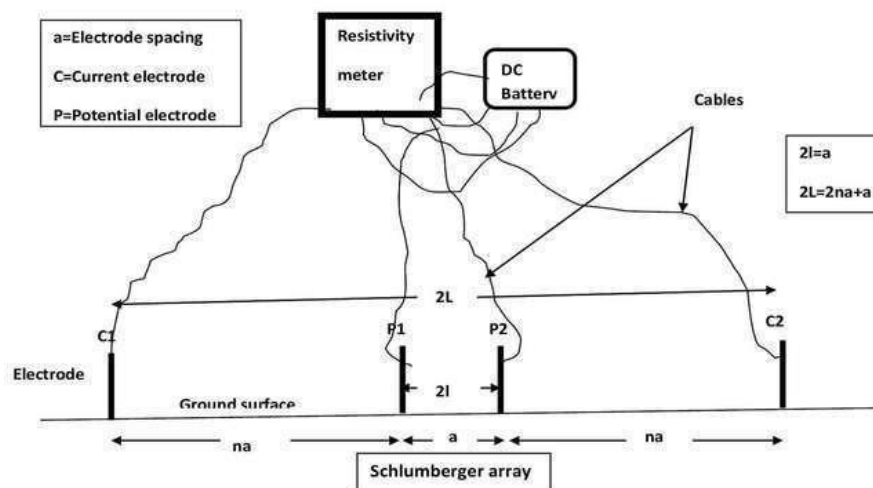 a=Electrode spacing
C=Current electrode
P=Potential electrode
Resistivity
meter
DC
Battery
Cables
2l=a
2L=2na+a
2L
C1
P1
P2
C2
Electrode
2l
Ground surface
na
a
na
Schlumberger array